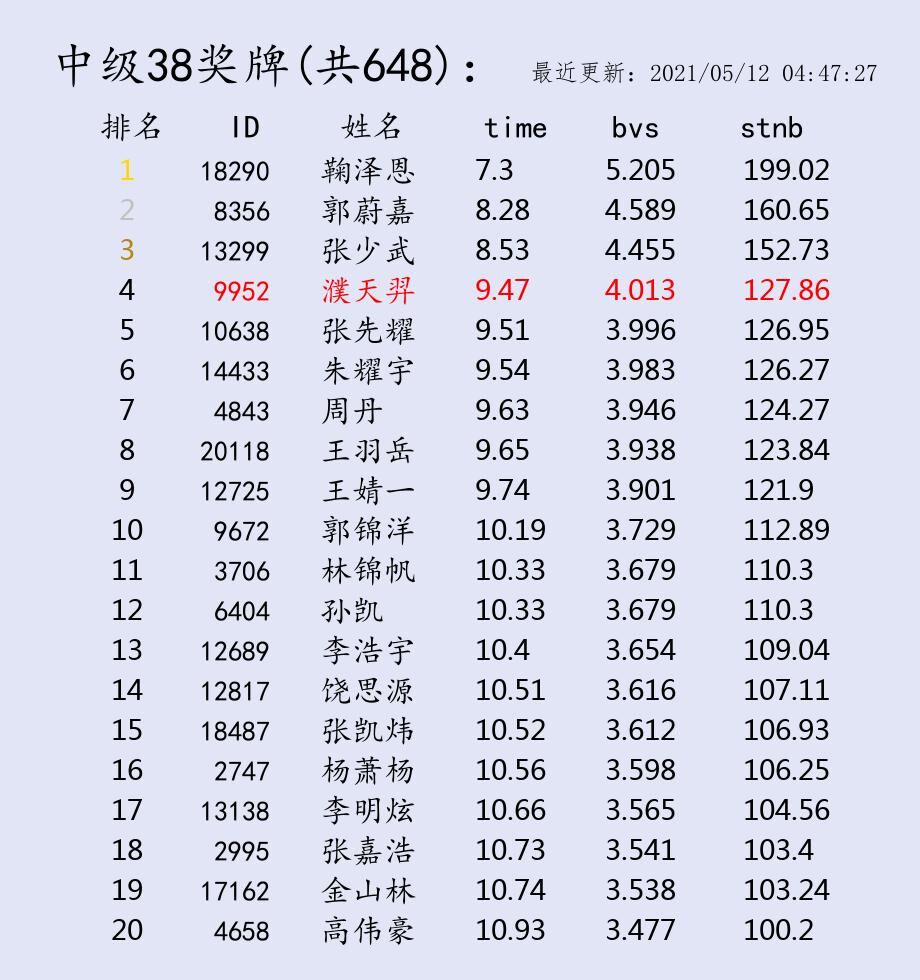 中级38奖牌(共648): 最近更新: 2021/05/12 04:47:27
排名 ID 姓名 time bvs stnb
1 18290 鞠泽恩 7.3 5.205 199.02
2 8356 郭蔚嘉 8.28 4.589 160.65
3 13299 张少武 8.53 4.455 152.73
4 9952 濮天羿 9.47 4.013 127.86
5 10638 张先耀 9.51 3.996 126.95
6 14433 朱耀宇 9.54 3.983 126.27
7 4843 周丹 9.63 3.946 124.27
8 20118 王羽岳 9.65 3.938 123.84
9 12725 王婧一 9.74 3.901 121.9
10 9672 郭锦洋 10.19 3.729 112.89
11 3706 林锦帆 10.33 3.679 110.3
12 6404 孙凯 10.33 3.679 110.3
13 12689 李浩宇 10.4 3.654 109.04
14 12817 饶思源 10.51 3.616 107.11
15 18487 张凯炜 10.52 3.612 106.93
16 2747 杨萧杨 10.56 3.598 106.25
17 13138 李明炫 10.66 3.565 104.56
18 2995 张嘉浩 10.73 3.541 103.4
19 17162 金山林 10.74 3.538 103.24
20 4658 高伟豪 10.93 3.477 100.2